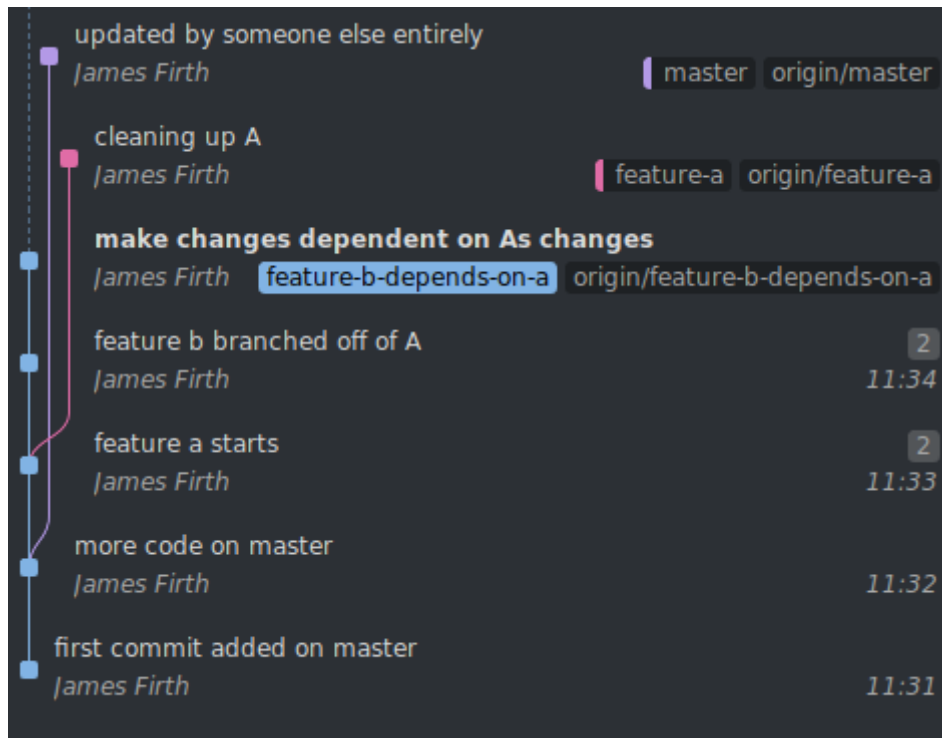 updated by someone else entirely
James Firth master origin/master
cleaning up A
James Firth feature-a origin/feature-a
make changes dependent on As changes
James Firth feature-b-depends-on-a origin/feature-b-depends-on-a
feature b branched off of A 2
James Firth 11:34
feature a starts 2
James Firth 11:33
more code on master
James Firth 11:32
first commit added on master
James Firth 11:31